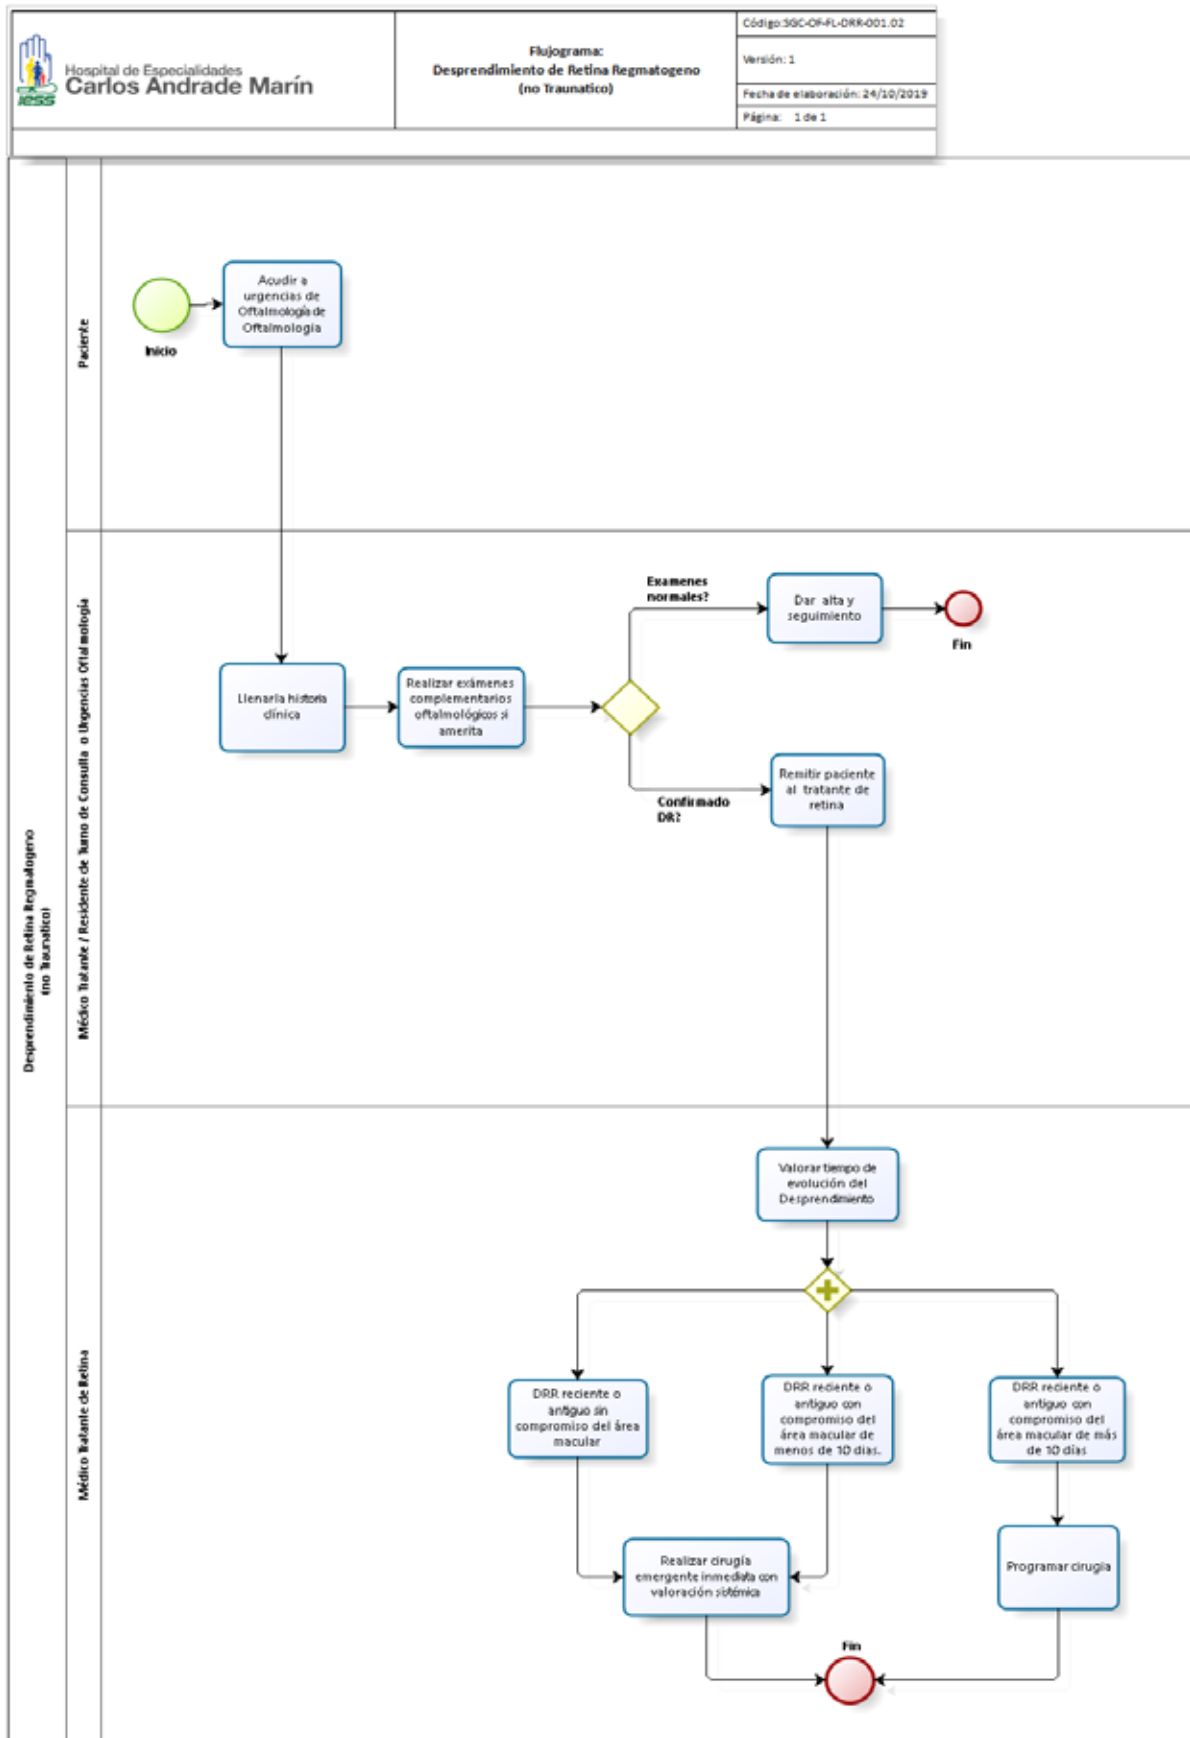 IESS
Hospital de Especialidades
Carlos Andrade Marín
Flujograma:
Desprendimiento de Retina Regmatogeno
(no Traunatico)
Código:SGC-OF-FL-DRR-001.02
Versión: 1
Fecha de elaboración: 24/10/2019
Página: 1 de 1
Desprendimiento de Retina Regmatogeno
(no Traunatico)
Paciente
Inicio
Acudir a
urgencias de
Oftalmología de
Oftalmología
Médico Tratante / Residente de Turno de Consulta o Urgencias Oftalmología
Llenarla historia
clínica
Realizar exámenes
complementarios
oftalmológicos si
amerita
Examenes
normales?
Dar alta y
seguimiento
Fin
Confirmado
DR?
Remitir paciente
al tratante de
retina
Médico Tratante de Retina
Valorar tiempo de
evolución del
Desprendimiento
DRR reciente o
antiguo sin
compromiso del área
macular
DRR reciente o
antiguo con
compromiso del
área macular de
menos de 10 dias.
DRR reciente o
antiguo con
compromiso del
área macular de más
de 10 días
Realizar cirugía
emergente inmediata con
valoración sistémica
Programar cirugia
Fin